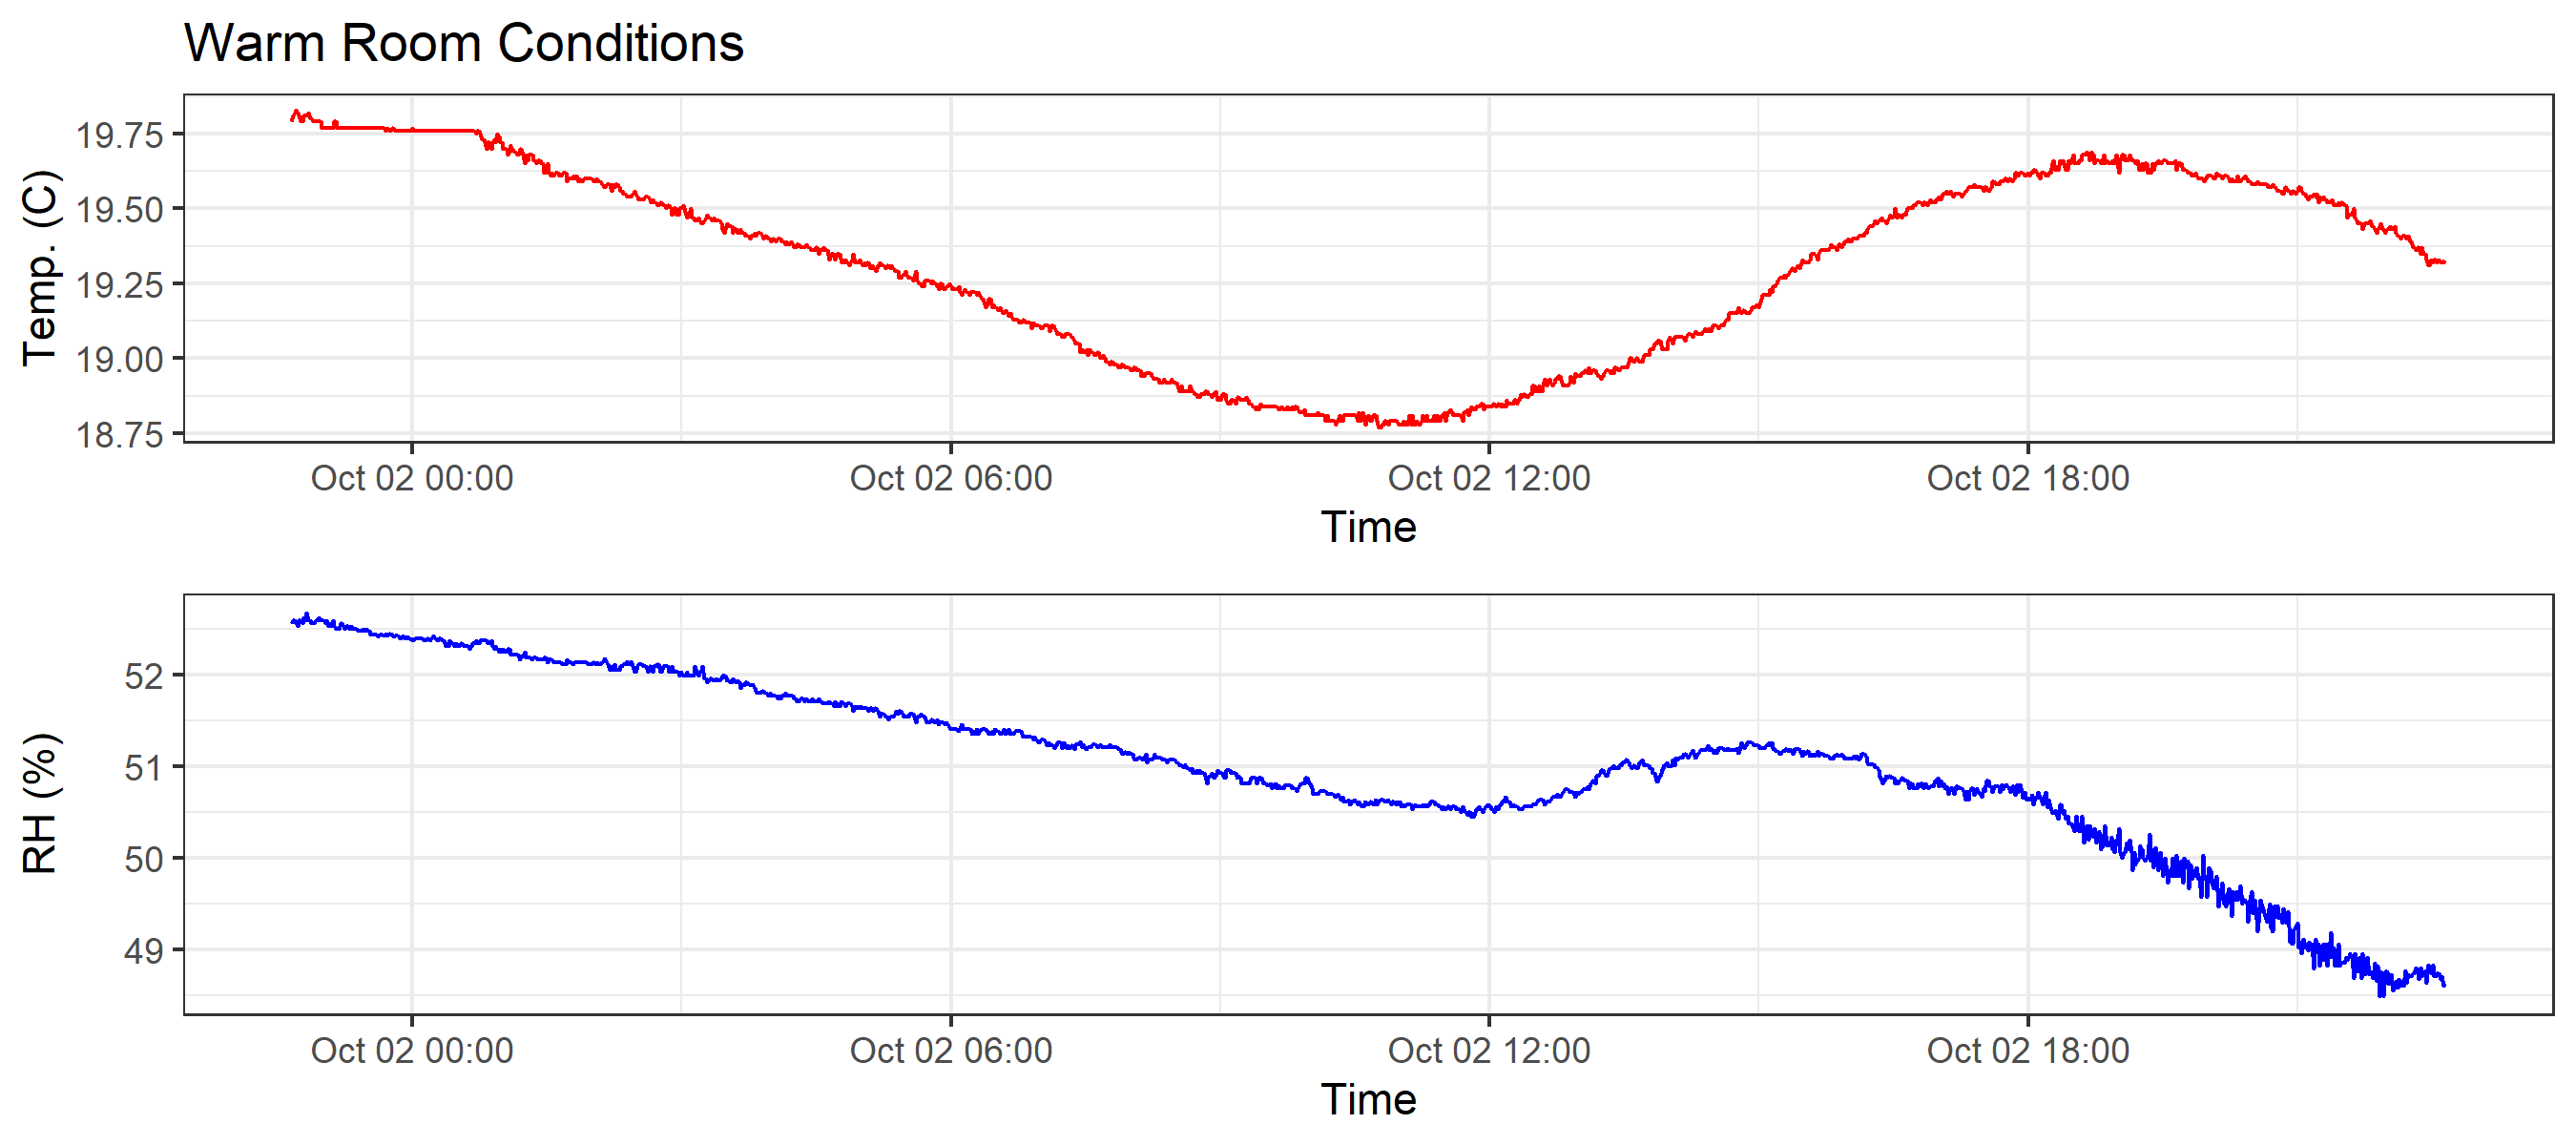 Warm Room Conditions
Temp. (C)
19.75
19.50
19.25
19.00
18.75
Oct 02 00:00 Oct 02 06:00 Oct 02 12:00 Oct 02 18:00
Time
RH (%)
52
51
50
49
Oct 02 00:00 Oct 02 06:00 Oct 02 12:00 Oct 02 18:00
Time